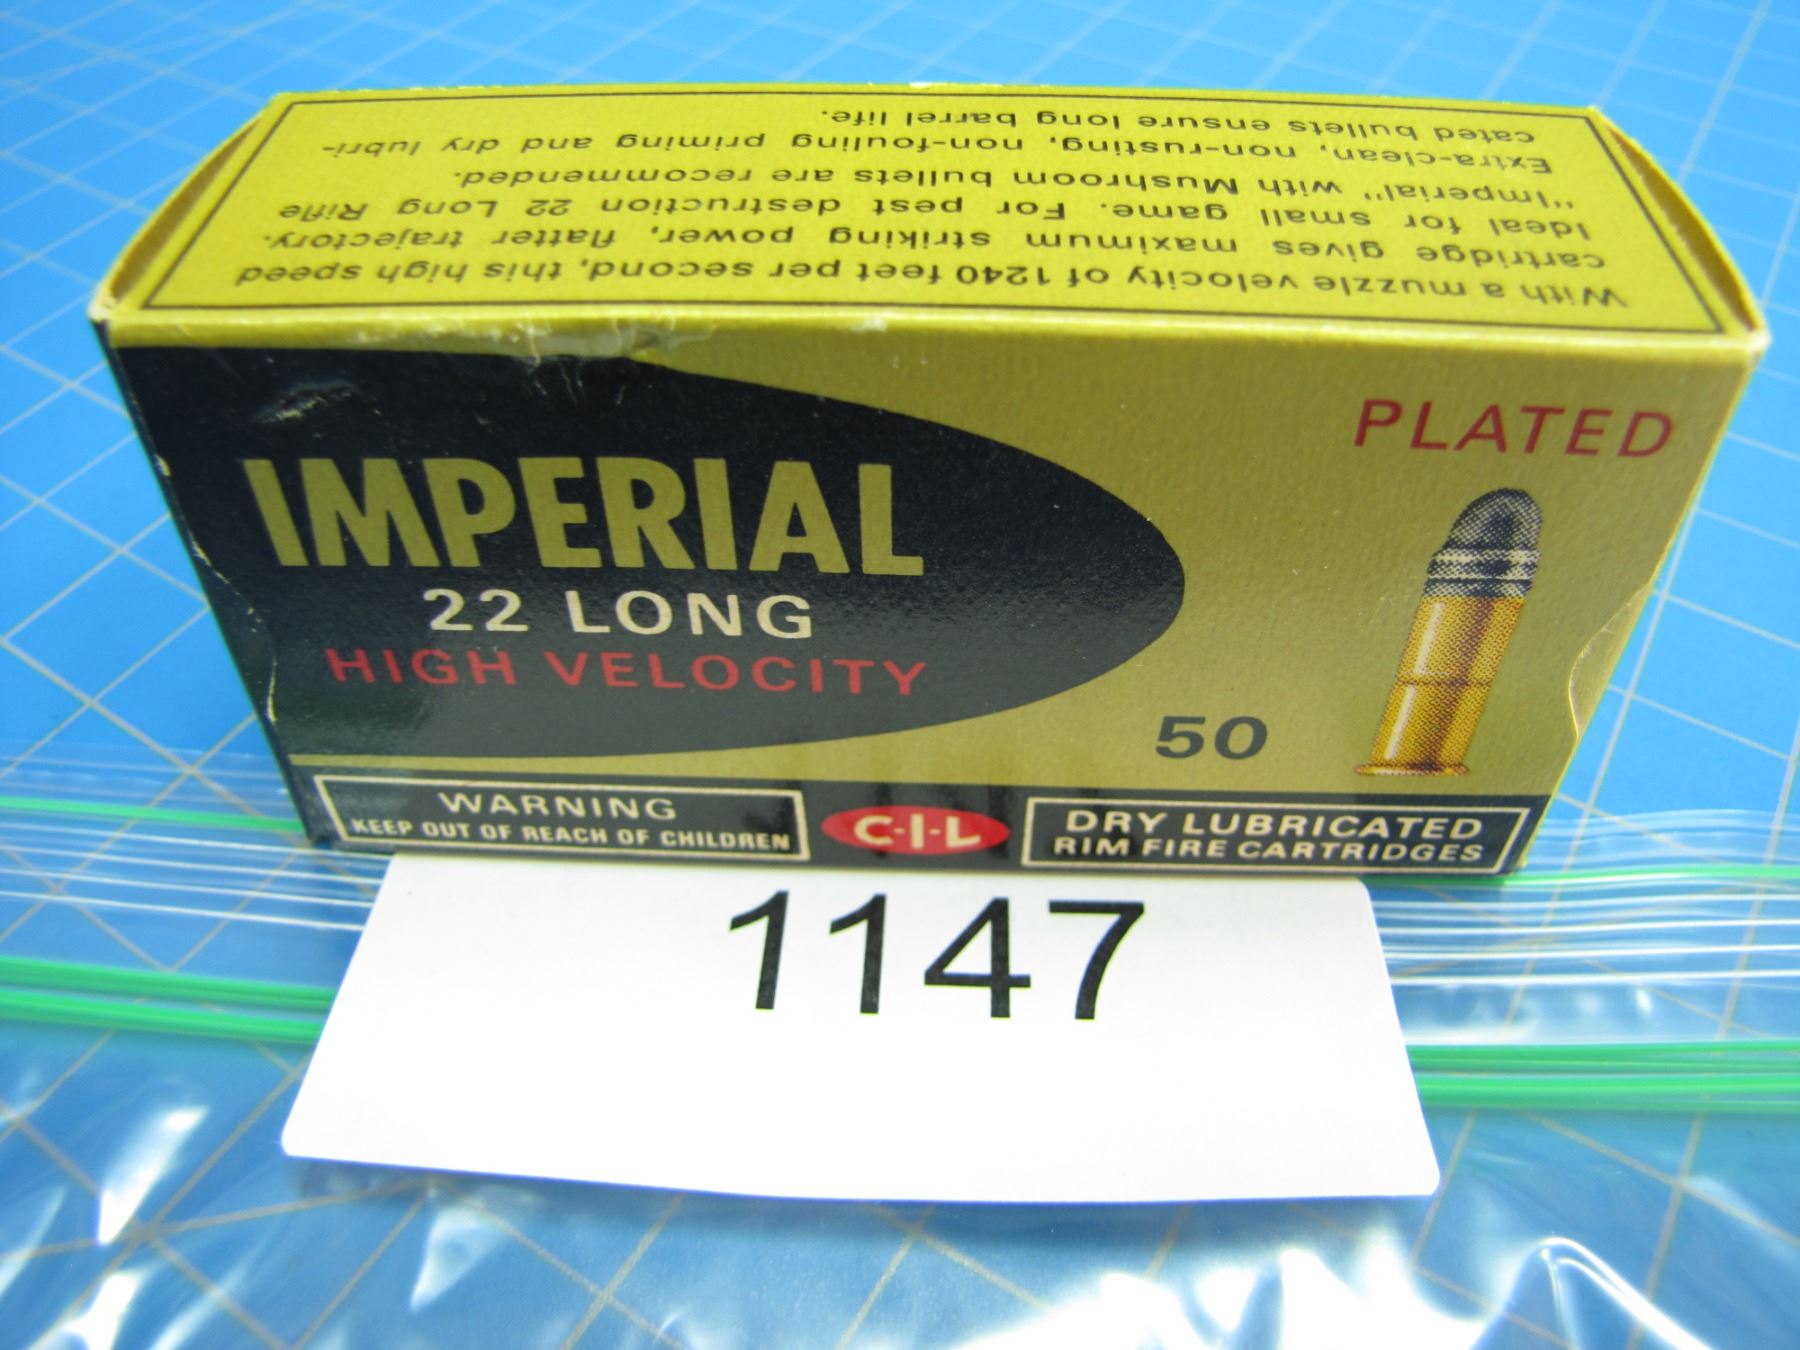 With a muzzle velocity of 1240 feet per second, this high speed
cartridge gives maximum striking power, flatter trajectory.
Ideal for small game. For pest destruction 22 Long Rifle
"Imperial" with Mushroom bullets are recommended.
Extra-clean, non-rusting, non-fouling priming and dry lubri-
cated bullets ensure long barrel life.
PLATED
IMPERIAL
22 LONG
HIGH VELOCITY
50
WARNING
KEEP OUT OF REACH OF CHILDREN
C-I-L
DRY LUBRICATED
RIM FIRE CARTRIDGES
1147